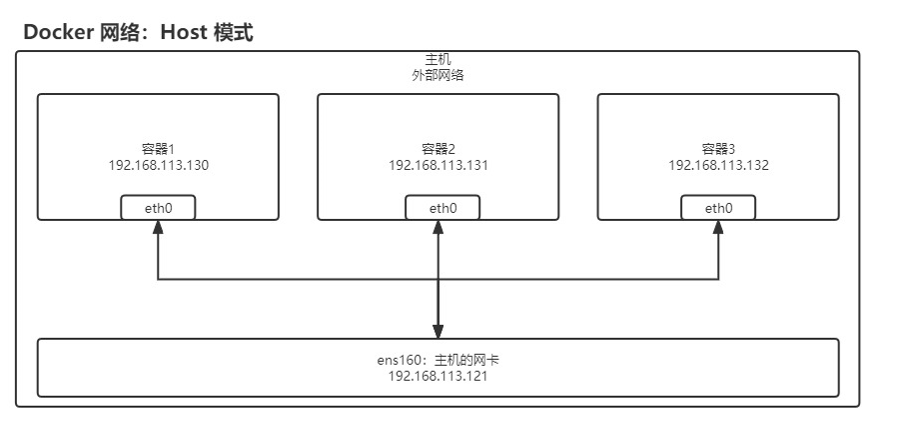 Docker 网络：Host 模式
主机
外部网络
容器1
192.168.113.130
eth0
容器2
192.168.113.131
eth0
容器3
192.168.113.132
eth0
ens160：主机的网卡
192.168.113.121